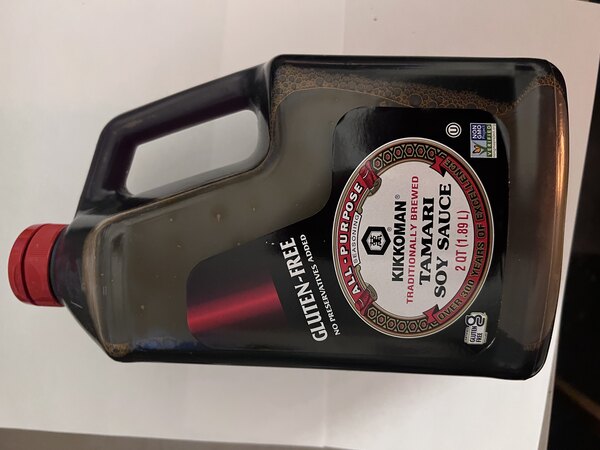 GLUTEN-FREE
NO PRESERVATIVES ADDED
ALL-PURPOSE
SEASONING
KIKKOMAN®
TRADITIONALLY BREWED
TAMARI
SOY SAUCE
2 QT (1.89 L)
OVER 300 YEARS OF EXCELLENCE
U
NON
GMO
VERIFIED
GLUTEN
FREE